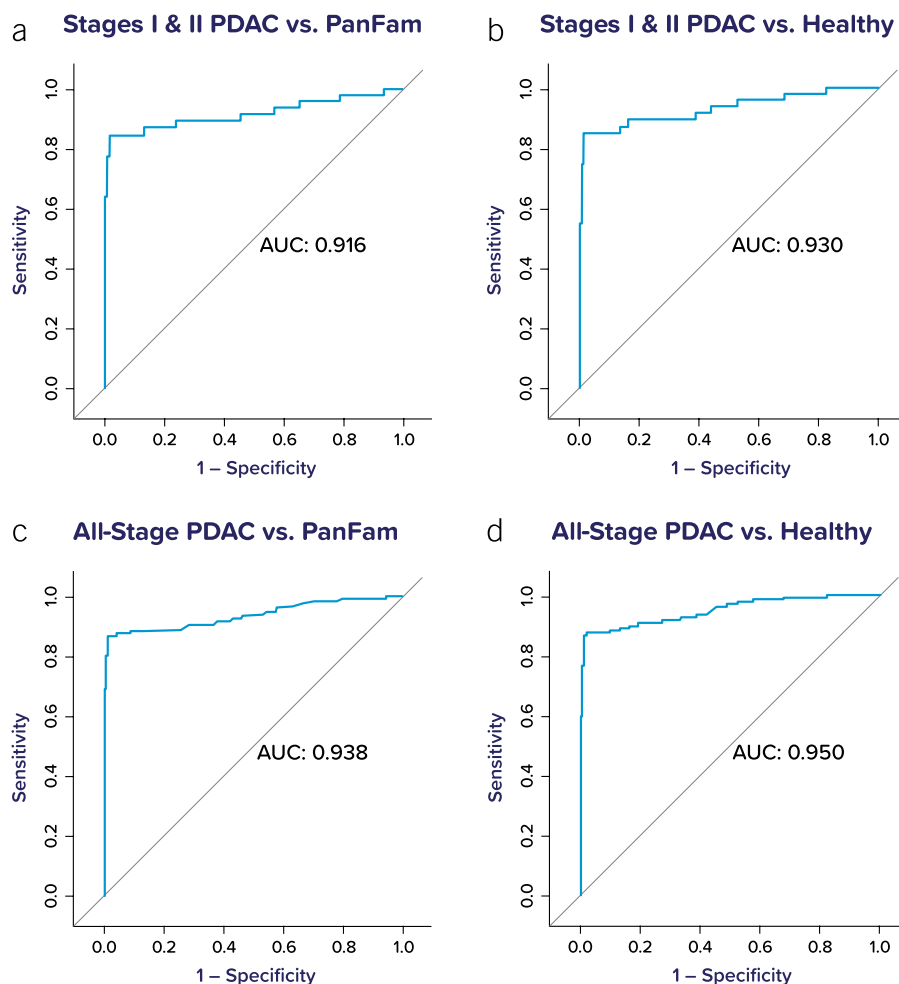 a
Stages I & II PDAC vs. PanFam
1.0
0.8
0.6
0.4
0.2
0.0
Sensitivity
AUC: 0.916
0.0 0.2 0.4 0.6 0.8 1.0
1 – Specificity
b
Stages I & II PDAC vs. Healthy
1.0
0.8
0.6
0.4
0.2
0.0
Sensitivity
AUC: 0.930
0.0 0.2 0.4 0.6 0.8 1.0
1 – Specificity
c
All-Stage PDAC vs. PanFam
1.0
0.8
0.6
0.4
0.2
0.0
Sensitivity
AUC: 0.938
0.0 0.2 0.4 0.6 0.8 1.0
1 – Specificity
d
All-Stage PDAC vs. Healthy
1.0
0.8
0.6
0.4
0.2
0.0
Sensitivity
AUC: 0.950
0.0 0.2 0.4 0.6 0.8 1.0
1 – Specificity